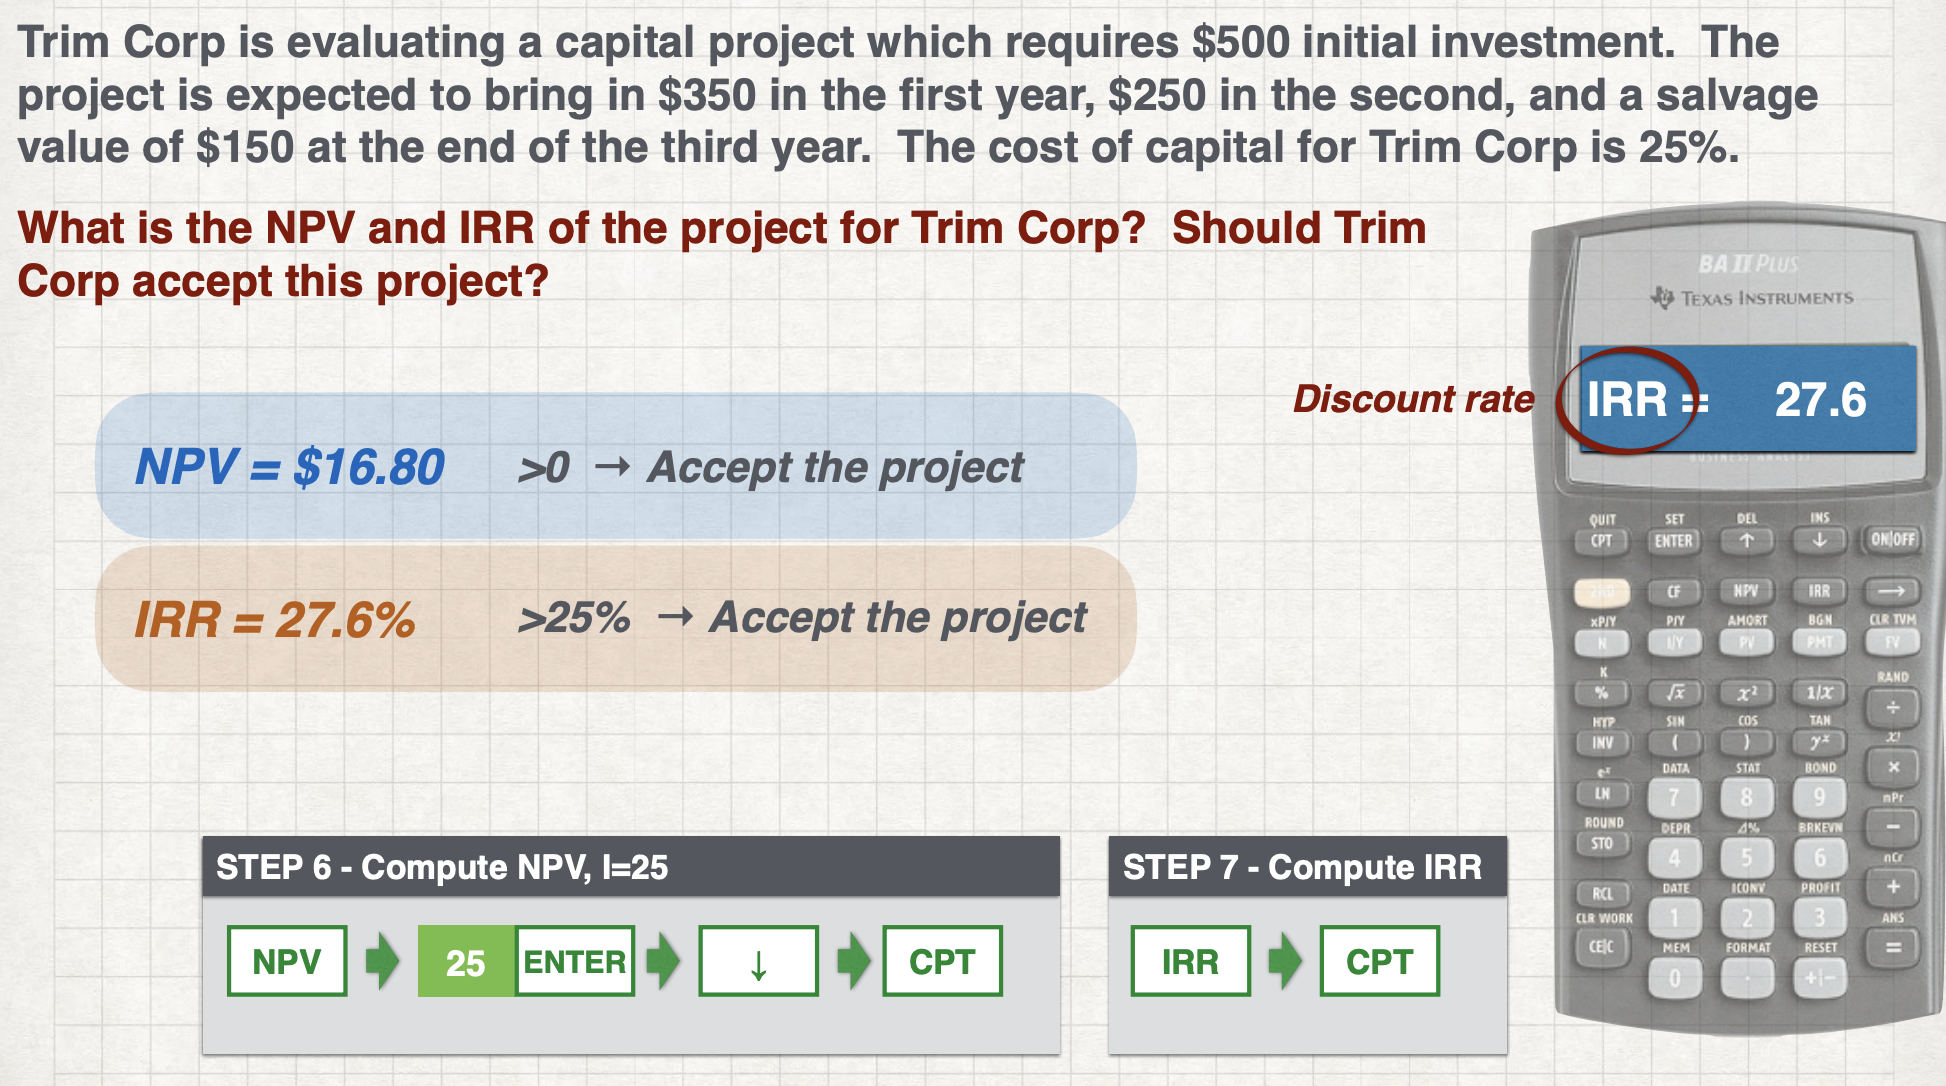 Trim Corp is evaluating a capital project which requires $500 initial investment. The
project is expected to bring in $350 in the first year, $250 in the second, and a salvage
value of $150 at the end of the third year. The cost of capital for Trim Corp is 25%.
What is the NPV and IRR of the project for Trim Corp? Should Trim
Corp accept this project?
BA II PLUS
TEXAS INSTRUMENTS
Discount rate
IRR = 27.6
NPV = $16.80 >0 → Accept the project
IRR = 27.6% >25% → Accept the project
QUIT SET DEL INS
CPT ENTER ↑ ↓ ON|OFF
2ND CF NPV IRR →
xP/Y P/Y AMORT BGN CLR TVM
N I/Y PV PMT FV
K RAND
% √x x² 1/x ÷
HYP SIN COS TAN x!
INV ( ) yˣ ×
eˣ DATA STAT BOND nPr
LN 7 8 9 −
ROUND DEPR Δ% BRKEVN nCr
STO 4 5 6 +
DATE ICONV PROFIT ANS
RCL 1 2 3 =
CLR WORK MEM FORMAT RESET
CE|C 0 . +|−
STEP 6 - Compute NPV, I=25
NPV 25 ENTER ↓ CPT
STEP 7 - Compute IRR
IRR CPT